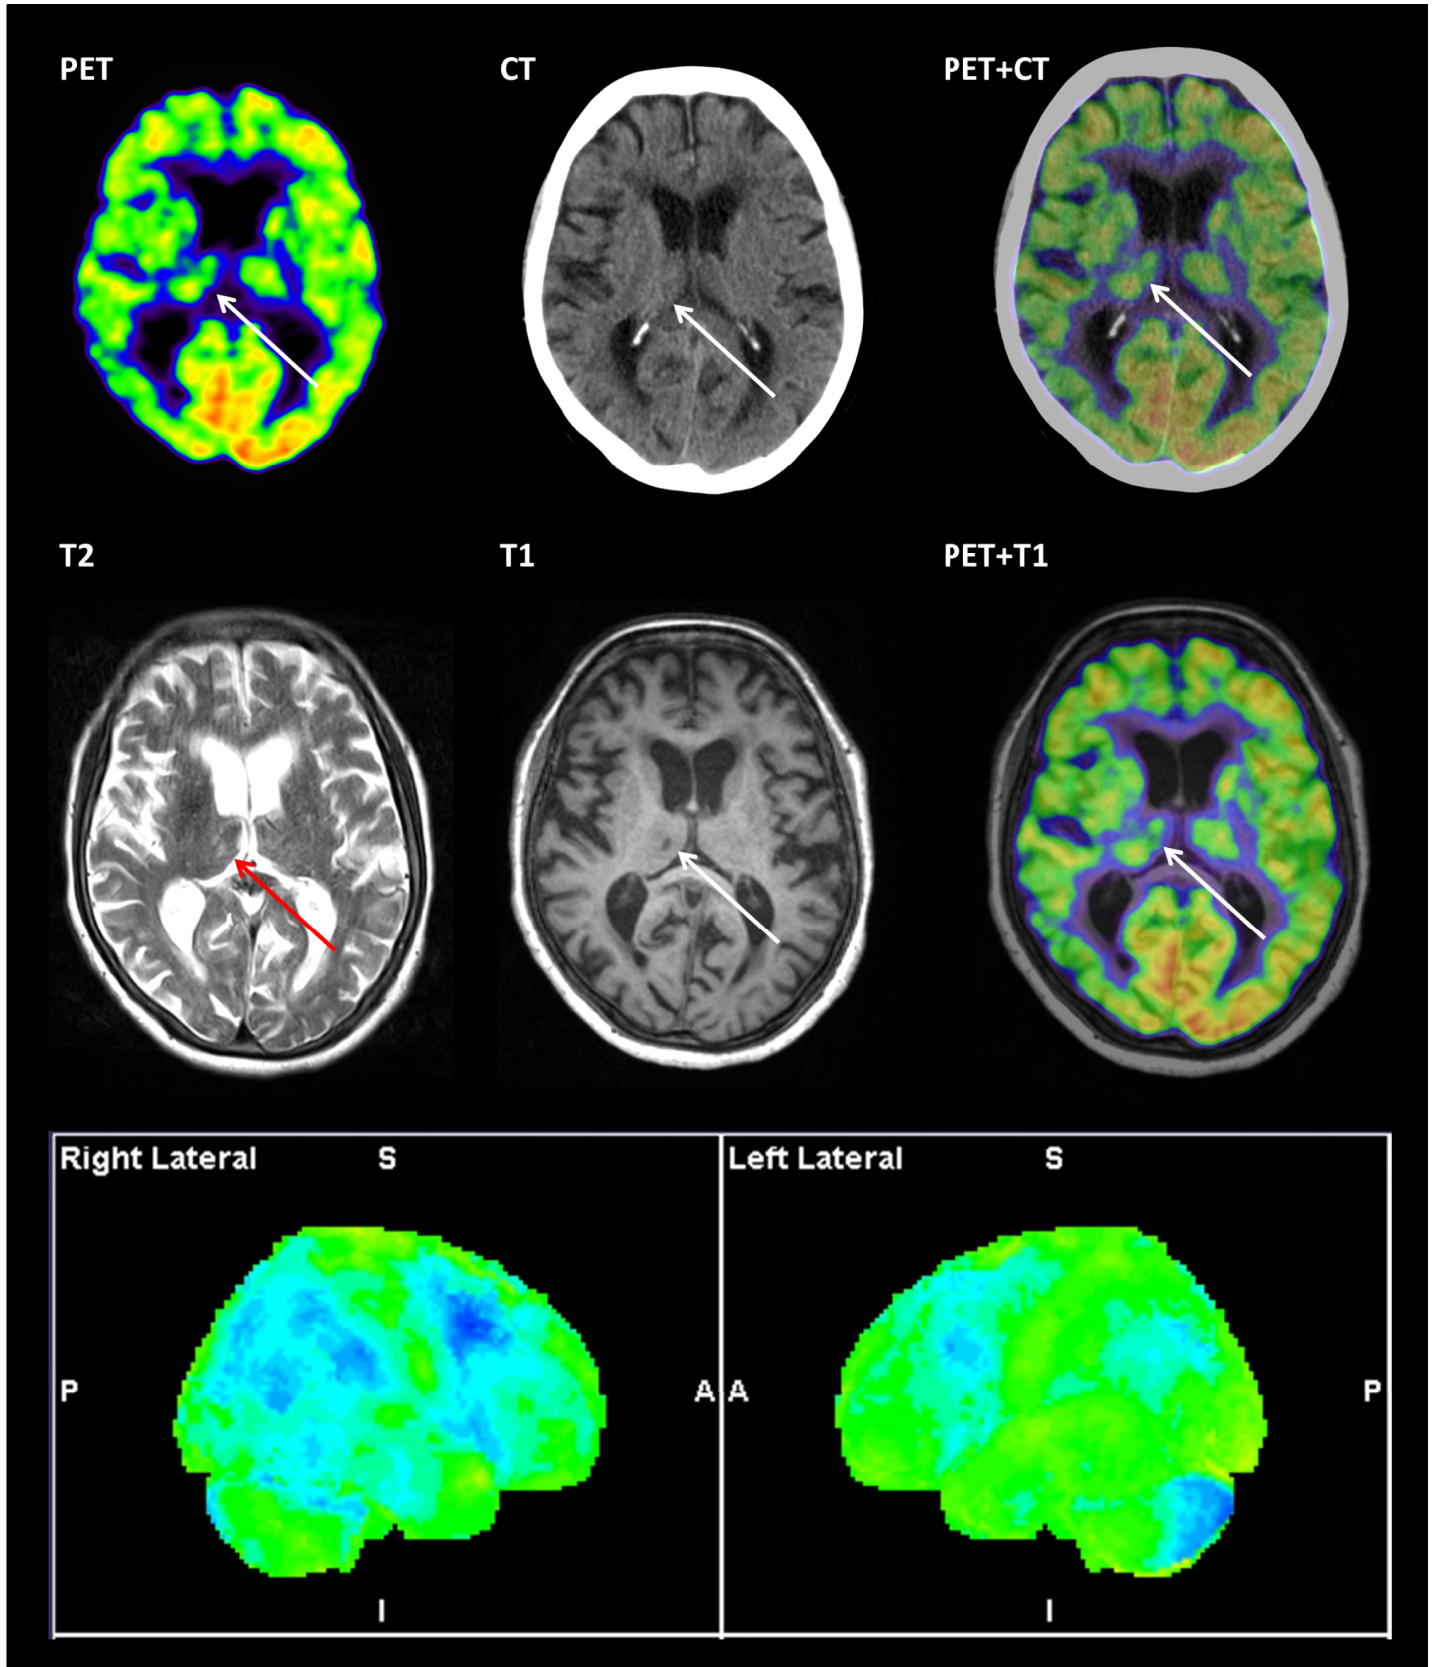 PET CT PET+CT
T2 T1 PET+T1
Right Lateral S Left Lateral S
P A A P
I I